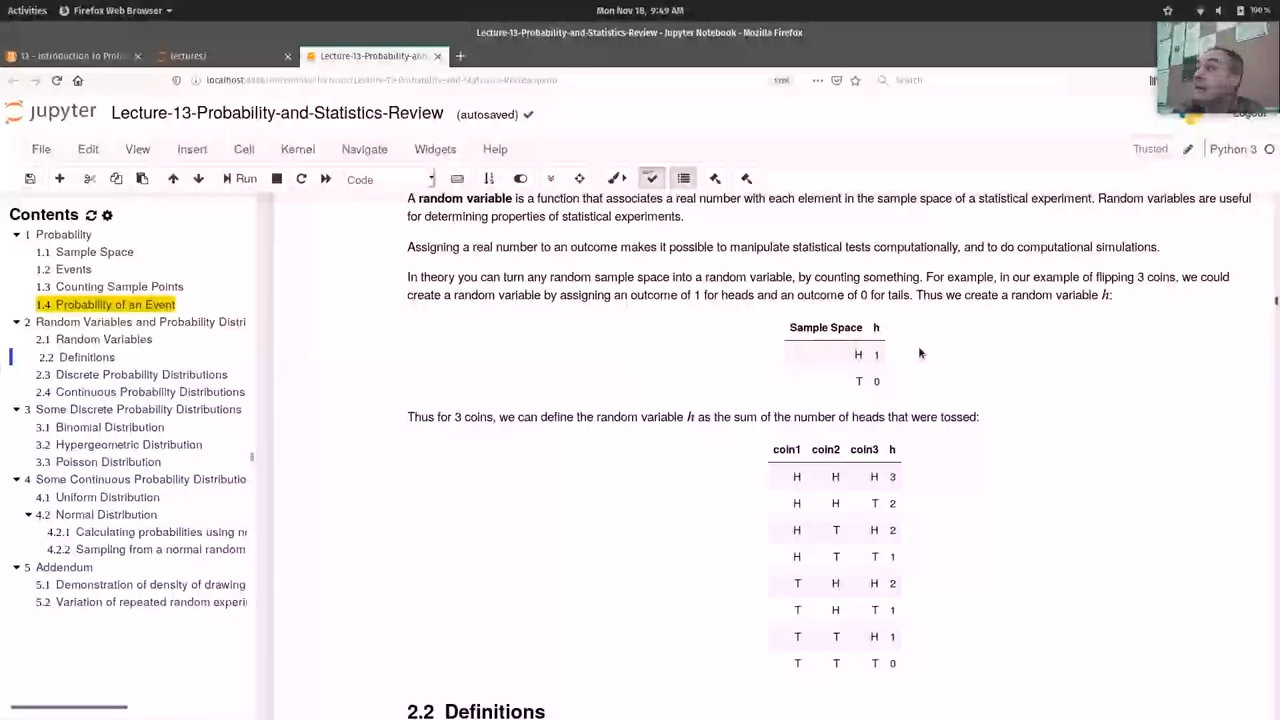 Activities
Firefox Web Browser
Mon Nov 18, 9:49 AM
100 %
Lecture-13-Probability-and-Statistics-Review - Jupyter Notebook - Mozilla Firefox
13 - Introduction to Prob
lectures/
Lecture-13-Probability-an
Search
jupyter
Lecture-13-Probability-and-Statistics-Review (autosaved)
Logout
File Edit View Insert Cell Kernel Navigate Widgets Help
Trusted
Python 3
Run
Code
Contents
1 Probability
1.1 Sample Space
1.2 Events
1.3 Counting Sample Points
1.4 Probability of an Event
2 Random Variables and Probability Distri
2.1 Random Variables
2.2 Definitions
2.3 Discrete Probability Distributions
2.4 Continuous Probability Distributions
3 Some Discrete Probability Distributions
3.1 Binomial Distribution
3.2 Hypergeometric Distribution
3.3 Poisson Distribution
4 Some Continuous Probability Distributio
4.1 Uniform Distribution
4.2 Normal Distribution
4.2.1 Calculating probabilities using n
4.2.2 Sampling from a normal random
5 Addendum
5.1 Demonstration of density of drawing
5.2 Variation of repeated random experi
A random variable is a function that associates a real number with each element in the sample space of a statistical experiment. Random variables are useful
for determining properties of statistical experiments.
Assigning a real number to an outcome makes it possible to manipulate statistical tests computationally, and to do computational simulations.
In theory you can turn any random sample space into a random variable, by counting something. For example, in our example of flipping 3 coins, we could
create a random variable by assigning an outcome of 1 for heads and an outcome of 0 for tails. Thus we create a random variable h:
Sample Space h
H 1
T 0
Thus for 3 coins, we can define the random variable h as the sum of the number of heads that were tossed:
coin1 coin2 coin3 h
H H H 3
H H T 2
H T H 2
H T T 1
T H H 2
T H T 1
T T H 1
T T T 0
2.2 Definitions